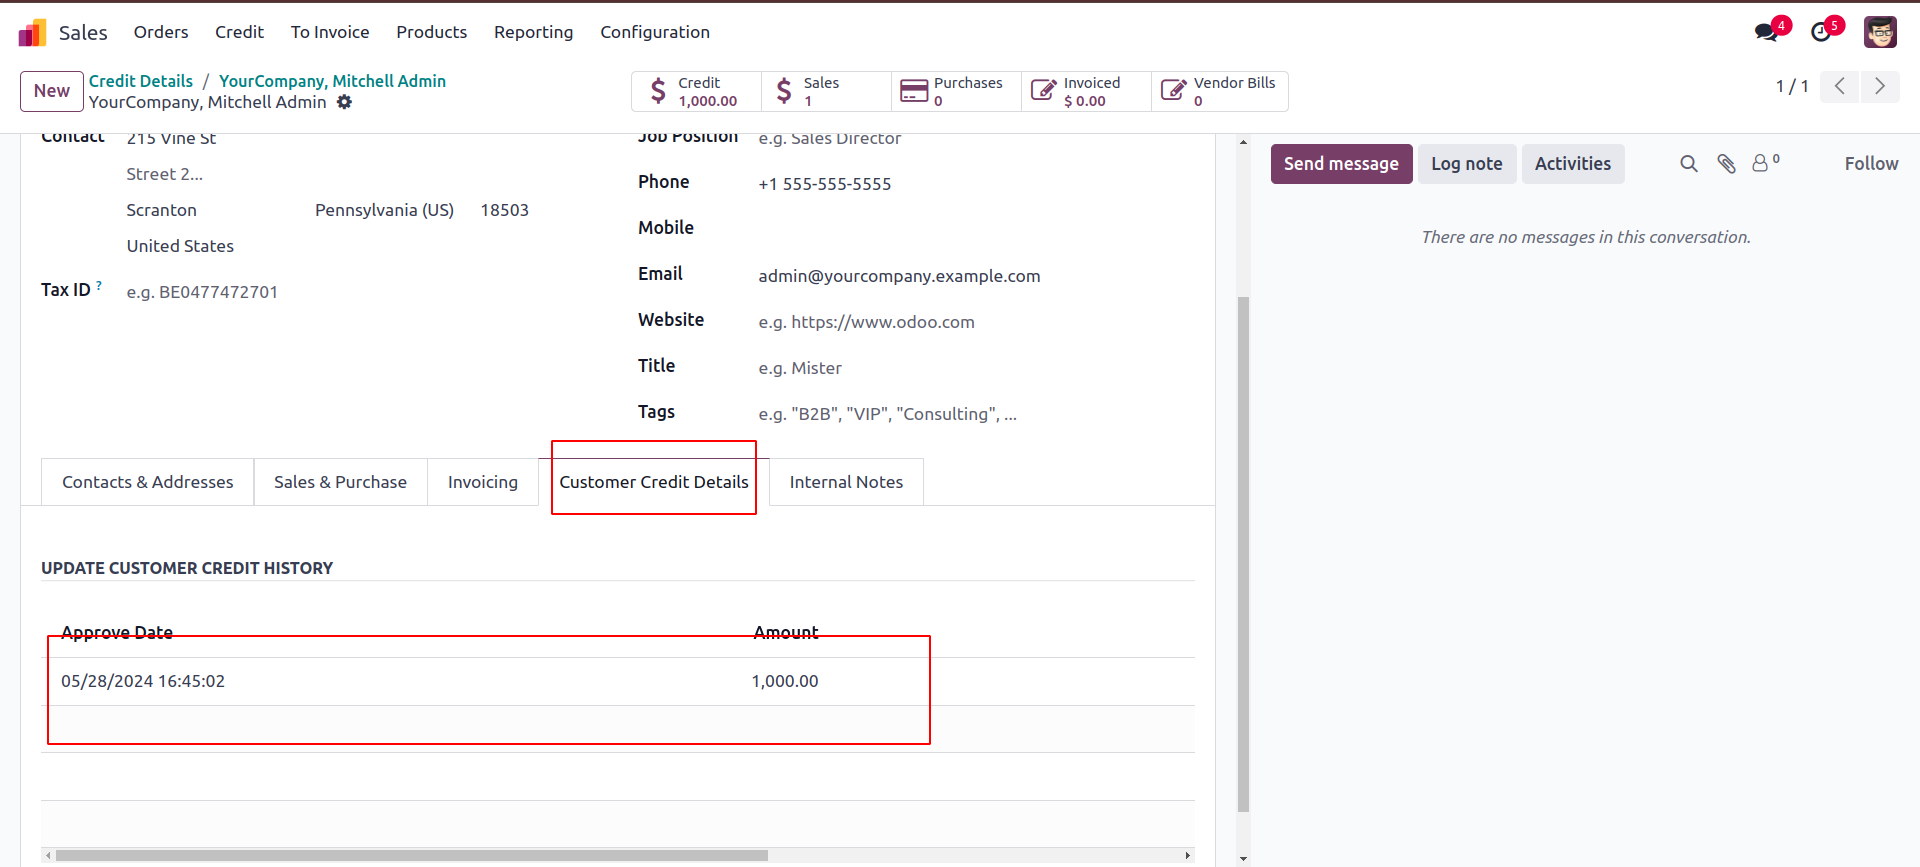 Sales Orders Credit To Invoice Products Reporting Configuration 4 5
New Credit Details / YourCompany, Mitchell Admin
YourCompany, Mitchell Admin
Credit 1,000.00
Sales 1
Purchases 0
Invoiced $ 0.00
Vendor Bills 0
1 / 1
Contact 215 Vine St
Street 2...
Scranton Pennsylvania (US) 18503
United States
Tax ID ? e.g. BE0477472701
Job Position e.g. Sales Director
Phone +1 555-555-5555
Mobile
Email admin@yourcompany.example.com
Website e.g. https://www.odoo.com
Title e.g. Mister
Tags e.g. "B2B", "VIP", "Consulting", ...
Send message Log note Activities 0 Follow
There are no messages in this conversation.
Contacts & Addresses Sales & Purchase Invoicing Customer Credit Details Internal Notes
UPDATE CUSTOMER CREDIT HISTORY
Approve Date Amount
05/28/2024 16:45:02 1,000.00